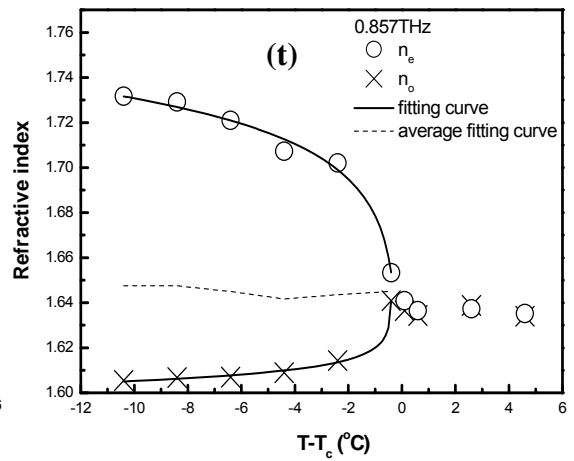 0.857THz
(t)
n_e
n_o
fitting curve
average fitting curve
Refractive index
1.76
1.74
1.72
1.70
1.68
1.66
1.64
1.62
1.60
-12 -10 -8 -6 -4 -2 0 2 4 6
T-T_c (°C)